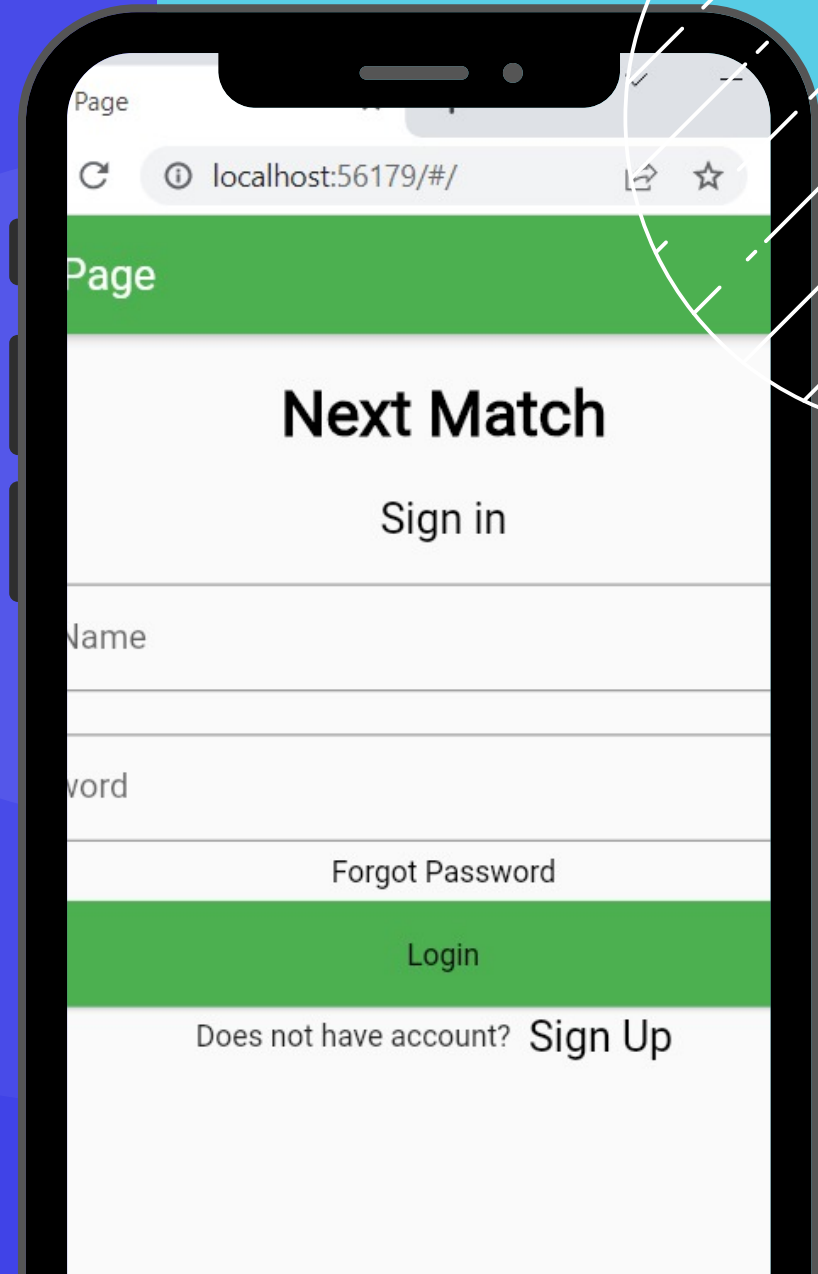 Page
localhost:56179/#/
Page
Next Match
Sign in
Name
word
Forgot Password
Login
Does not have account? Sign Up